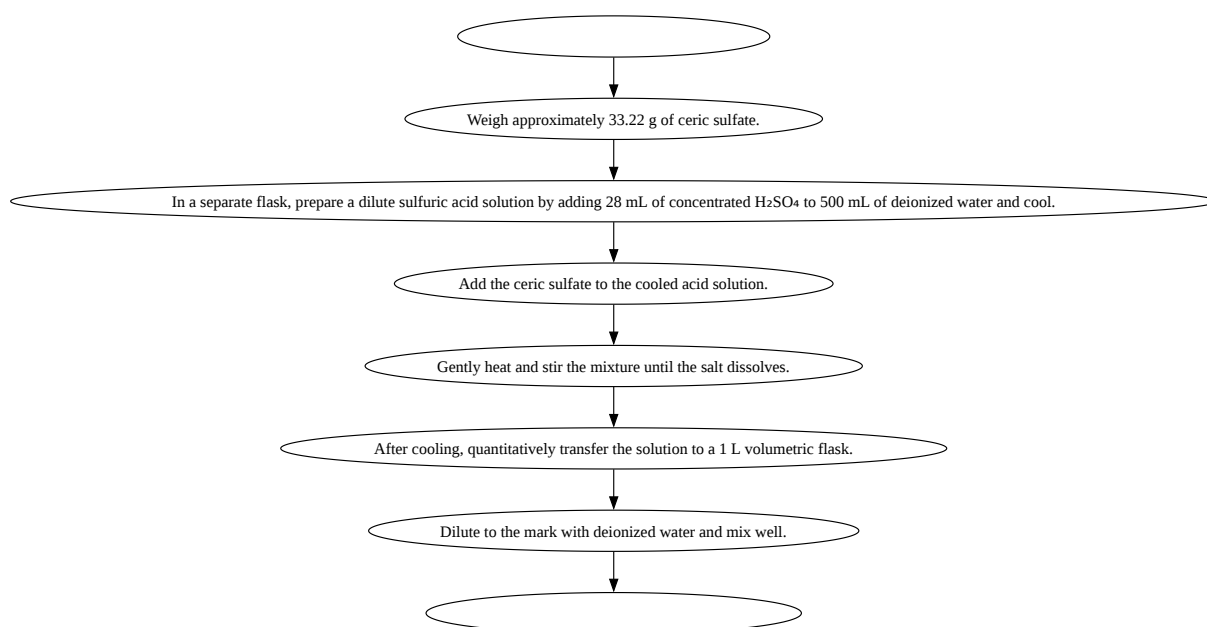 Weigh approximately 33.22 g of ceric sulfate.
In a separate flask, prepare a dilute sulfuric acid solution by adding 28 mL of concentrated H₂SO₄ to 500 mL of deionized water and cool.
Add the ceric sulfate to the cooled acid solution.
Gently heat and stir the mixture until the salt dissolves.
After cooling, quantitatively transfer the solution to a 1 L volumetric flask.
Dilute to the mark with deionized water and mix well.